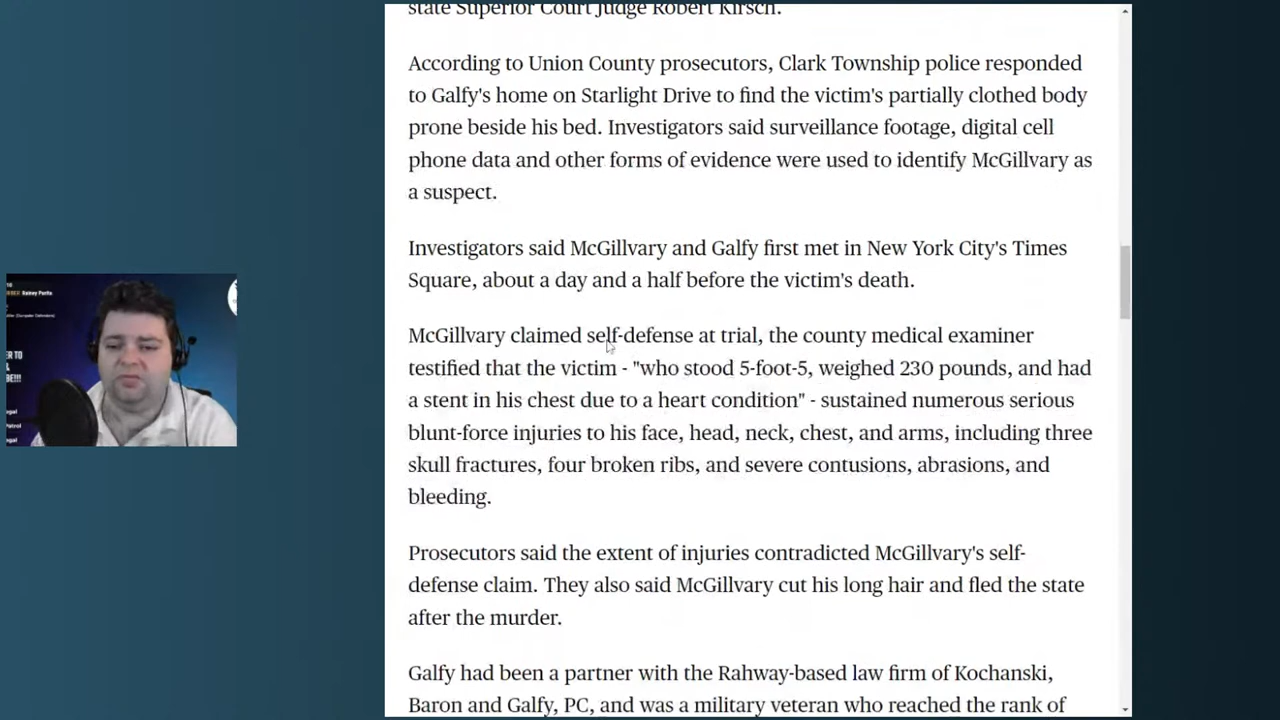 state Superior Court Judge Robert Kirsch.
According to Union County prosecutors, Clark Township police responded
to Galfy's home on Starlight Drive to find the victim's partially clothed body
prone beside his bed. Investigators said surveillance footage, digital cell
phone data and other forms of evidence were used to identify McGillvary as
a suspect.
Investigators said McGillvary and Galfy first met in New York City's Times
Square, about a day and a half before the victim's death.
McGillvary claimed self-defense at trial, the county medical examiner
testified that the victim - "who stood 5-foot-5, weighed 230 pounds, and had
a stent in his chest due to a heart condition" - sustained numerous serious
blunt-force injuries to his face, head, neck, chest, and arms, including three
skull fractures, four broken ribs, and severe contusions, abrasions, and
bleeding.
Prosecutors said the extent of injuries contradicted McGillvary's self-
defense claim. They also said McGillvary cut his long hair and fled the state
after the murder.
Galfy had been a partner with the Rahway-based law firm of Kochanski,
Baron and Galfy, PC, and was a military veteran who reached the rank of